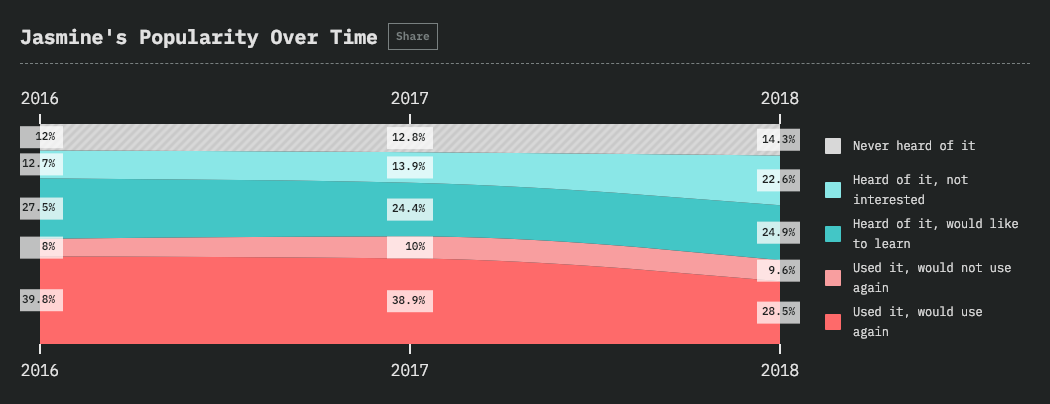 Jasmine's Popularity Over Time Share
2016 2017 2018
12% 12.8% 14.3%
12.7% 13.9% 22.6%
27.5% 24.4% 24.9%
8% 10% 9.6%
39.8% 38.9% 28.5%
2016 2017 2018
Never heard of it
Heard of it, not
interested
Heard of it, would like
to learn
Used it, would not use
again
Used it, would use
again